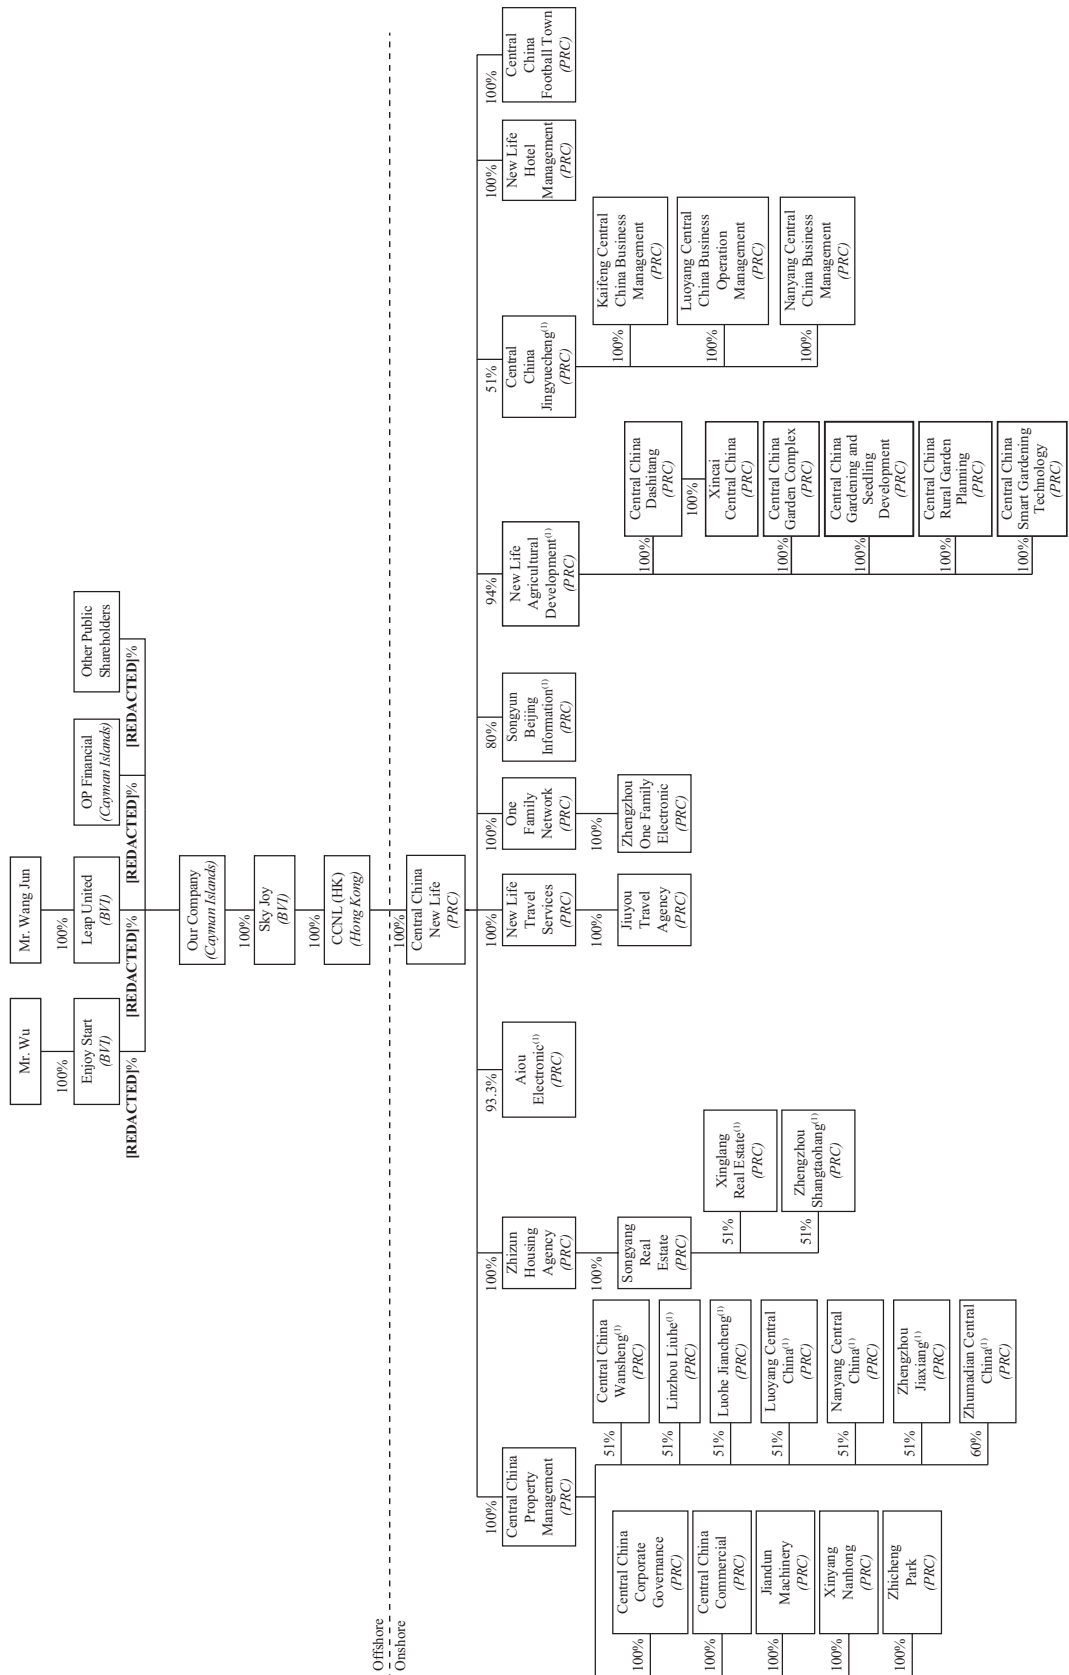 Mr. Wu
Mr. Wang Jun
100%
100%
Enjoy Start
(BVI)
Leap United
(BVI)
OP Financial
(Cayman Islands)
Other Public
Shareholders
[REDACTED]%
[REDACTED]%
[REDACTED]%
[REDACTED]%
Our Company
(Cayman Islands)
100%
Sky Joy
(BVI)
100%
CCNL (HK)
(Hong Kong)
Offshore
Onshore
100%
Central China
New Life
(PRC)
100%
Central China
Property
Management
(PRC)
100%
Zhizun
Housing
Agency
(PRC)
93.3%
Aiou
Electronic(1)
(PRC)
100%
New Life
Travel
Services
(PRC)
100%
One
Family
Network
(PRC)
80%
Songyun
Beijing
Information(1)
(PRC)
94%
New Life
Agricultural
Development(1)
(PRC)
51%
Central
China
Jingyuecheng(1)
(PRC)
100%
New Life
Hotel
Management
(PRC)
100%
Central
China
Football Town
(PRC)
100%
Central China
Corporate
Governance
(PRC)
100%
Central China
Commercial
(PRC)
100%
Jiandun
Machinery
(PRC)
100%
Xinyang
Nanhong
(PRC)
100%
Zhicheng
Park
(PRC)
51%
Central China
Wansheng(1)
(PRC)
51%
Linzhou Liuhe(1)
(PRC)
51%
Luohe Jiancheng(1)
(PRC)
51%
Luoyang Central
China(1)
(PRC)
51%
Nanyang Central
China(1)
(PRC)
51%
Zhengzhou
Jiaxiang(1)
(PRC)
60%
Zhumadian Central
China(1)
(PRC)
100%
Songyang
Real
Estate
(PRC)
51%
Xinglang
Real Estate(1)
(PRC)
51%
Zhengzhou
Shangtaohang(1)
(PRC)
100%
Jiuyou
Travel
Agency
(PRC)
100%
Zhengzhou
One Family
Electronic
(PRC)
100%
Central China
Dashitang
(PRC)
100%
Xincai
Central China
(PRC)
100%
Central China
Garden Complex
(PRC)
100%
Central China
Gardening and
Seedling
Development
(PRC)
100%
Central China
Rural Garden
Planning
(PRC)
100%
Central China
Smart Gardening
Technology
(PRC)
100%
Kaifeng Central
China Business
Management
(PRC)
100%
Luoyang Central
China Business
Operation
Management
(PRC)
100%
Nanyang Central
China Business
Management
(PRC)